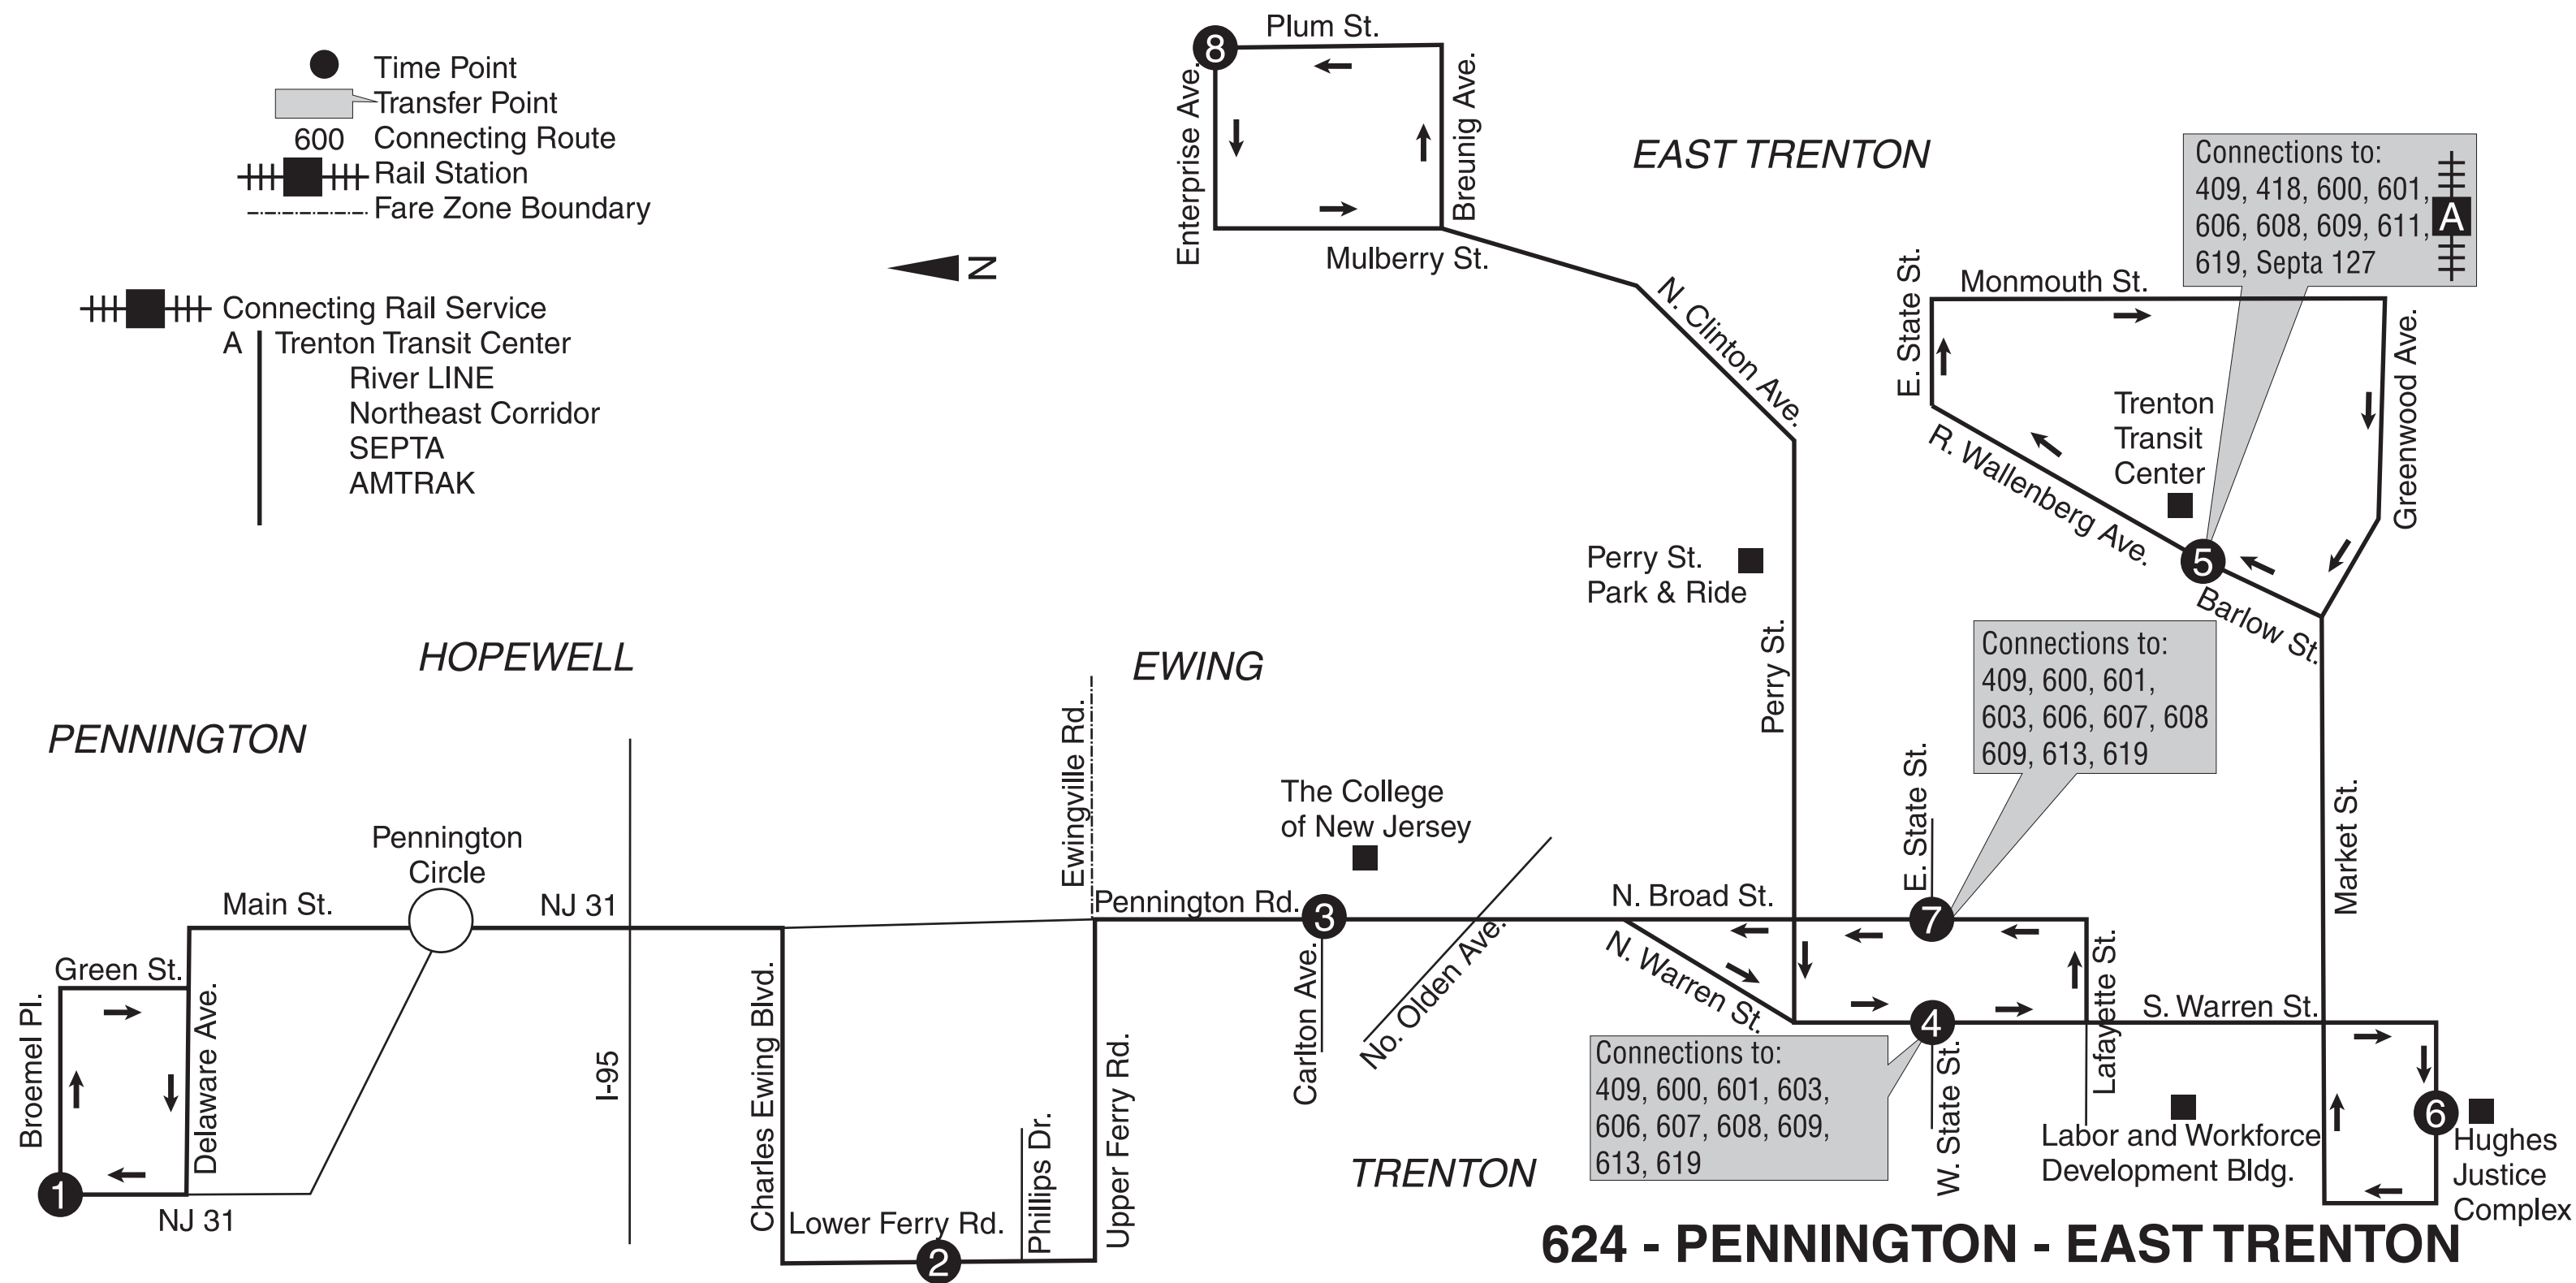 Time Point
Transfer Point
600 Connecting Route
Rail Station
Fare Zone Boundary
Connecting Rail Service
A Trenton Transit Center
River LINE
Northeast Corridor
SEPTA
AMTRAK
N
8
Plum St.
Enterprise Ave.
Breunig Ave.
Mulberry St.
EAST TRENTON
N. Clinton Ave.
Connections to:
409, 418, 600, 601,
606, 608, 609, 611,
619, Septa 127
A
E. State St.
Monmouth St.
Greenwood Ave.
Trenton
Transit
Center
R. Wallenberg Ave.
5
Barlow St.
Perry St.
Park & Ride
Perry St.
Connections to:
409, 600, 601,
603, 606, 607, 608
609, 613, 619
Market St.
HOPEWELL
EWING
PENNINGTON
Ewingville Rd.
Pennington
Circle
Main St.
NJ 31
Green St.
Broemel Pl.
Delaware Ave.
1
NJ 31
I-95
Charles Ewing Blvd.
Lower Ferry Rd.
2
Phillips Dr.
Upper Ferry Rd.
The College
of New Jersey
Pennington Rd.
3
Carlton Ave.
No. Olden Ave.
N. Broad St.
N. Warren St.
E. State St.
7
4
W. State St.
Lafayette St.
S. Warren St.
Connections to:
409, 600, 601, 603,
606, 607, 608, 609,
613, 619
TRENTON
Labor and Workforce
Development Bldg.
6
Hughes
Justice
Complex
624 - PENNINGTON - EAST TRENTON